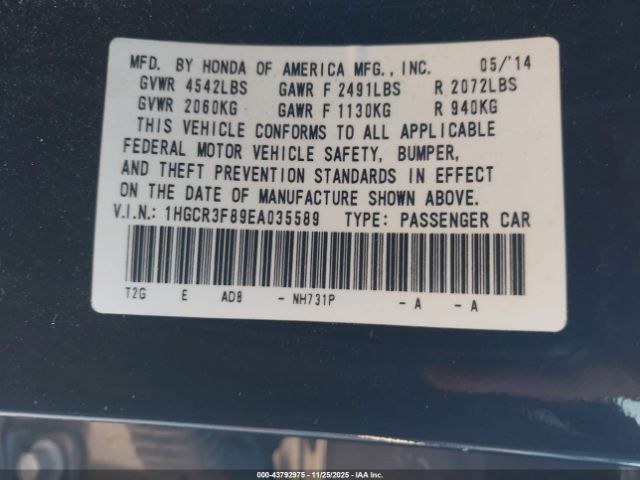 MFD. BY HONDA OF AMERICA MFG., INC. 05/'14
GVWR 4542LBS GAWR F 2491LBS R 2072LBS
GVWR 2060KG GAWR F 1130KG R 940KG
THIS VEHICLE CONFORMS TO ALL APPLICABLE
FEDERAL MOTOR VEHICLE SAFETY, BUMPER,
AND THEFT PREVENTION STANDARDS IN EFFECT
ON THE DATE OF MANUFACTURE SHOWN ABOVE.
V.I.N.: 1HGCR3F89EA035589 TYPE: PASSENGER CAR
T2G E AD8 - NH731P - A - A
000-43792975 - 11/25/2025 - IAA Inc.